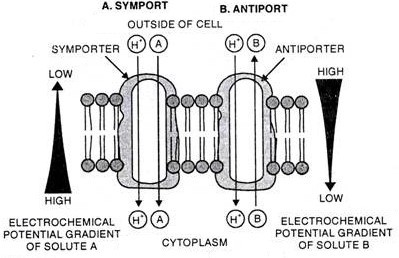 A. SYMPORT
B. ANTIPORT
OUTSIDE OF CELL
SYMPORTER
H⁺
A
H⁺
B
ANTIPORTER
LOW
HIGH
HIGH
LOW
H⁺
A
H⁺
B
ELECTROCHEMICAL
POTENTIAL GRADIENT
OF SOLUTE A
CYTOPLASM
ELECTROCHEMICAL
POTENTIAL GRADIENT
OF SOLUTE B